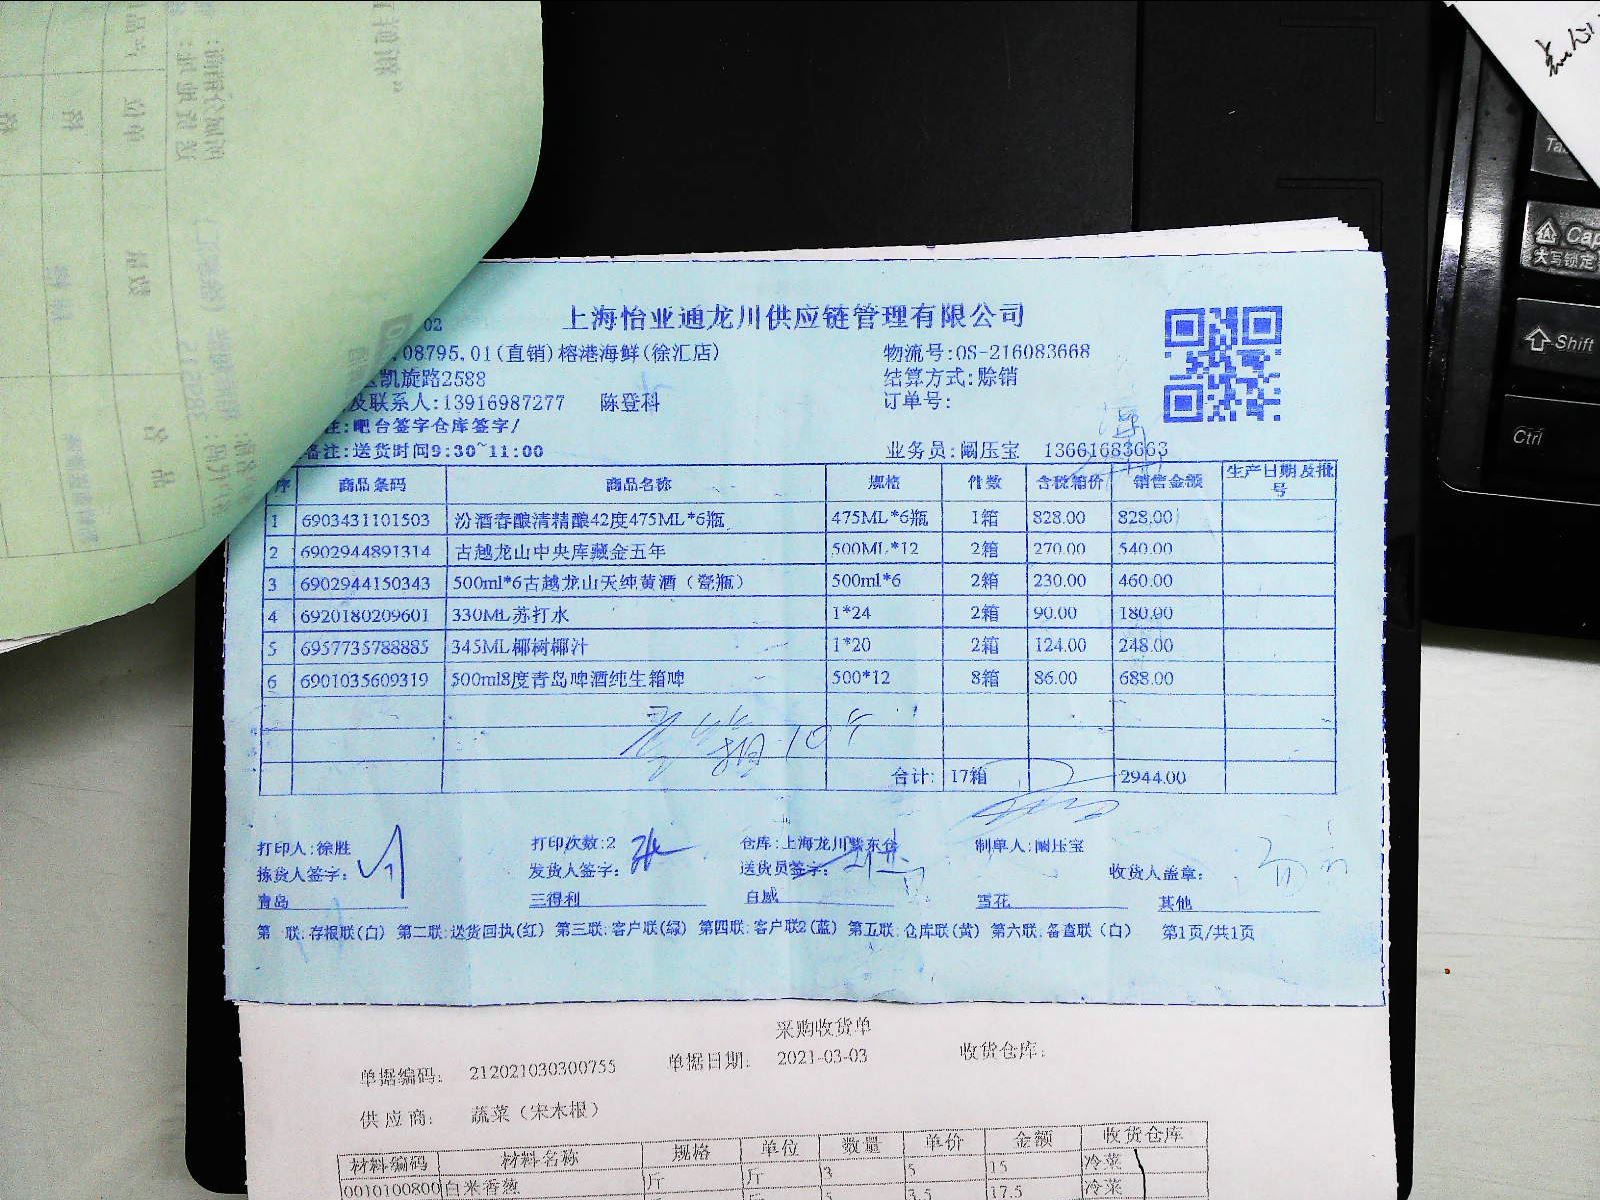 上海怡亚通龙川供应链管理有限公司
02
08795.01(直销)榕港海鲜(徐汇店)
物流号:OS-216083668
凯旋路2588
结算方式:赊销
及联系人:13916987277 陈登科
订单号:
注:吧台签字仓库签字/
备注:送货时间9:30~11:00
业务员:阚压宝 13661683663
序 商品条码 商品名称 规格 件数 含税箱价 销售金额 生产日期及批号
1 6903431101503 汾酒春酿清精酿42度475ML*6瓶 475ML*6瓶 1箱 828.00 828.00
2 6902944891314 古越龙山中央库藏金五年 500ML*12 2箱 270.00 540.00
3 6902944150343 500ml*6古越龙山天纯黄酒（瓷瓶） 500ml*6 2箱 230.00 460.00
4 6920180209601 330ML苏打水 1*24 2箱 90.00 180.00
5 6957735788885 345ML椰树椰汁 1*20 2箱 124.00 248.00
6 6901035609319 500ml8度青岛啤酒纯生箱啤 500*12 8箱 86.00 688.00
合计: 17箱 2944.00
打印人:徐胜 打印次数:2 仓库:上海龙川紫东仓 制单人:阚压宝
拣货人签字: 发货人签字: 送货员签字: 收货人盖章:
青岛 三得利 百威 雪花 其他
第一联:存根联(白) 第二联:送货回执(红) 第三联:客户联(绿) 第四联:客户联2(蓝) 第五联:仓库联(黄) 第六联:备查联(白) 第1页/共1页
采购收货单
单据编码: 212021030300755 单据日期: 2021-03-03 收货仓库:
供应商: 蔬菜（宋木根）
材料编码 材料名称 规格 单位 数量 单价 金额 收货仓库
0010100800 白米香葱 斤 斤 3 5 15 冷菜
3.5 17.5 冷菜
Cap
大写锁定
Shift
Ctrl